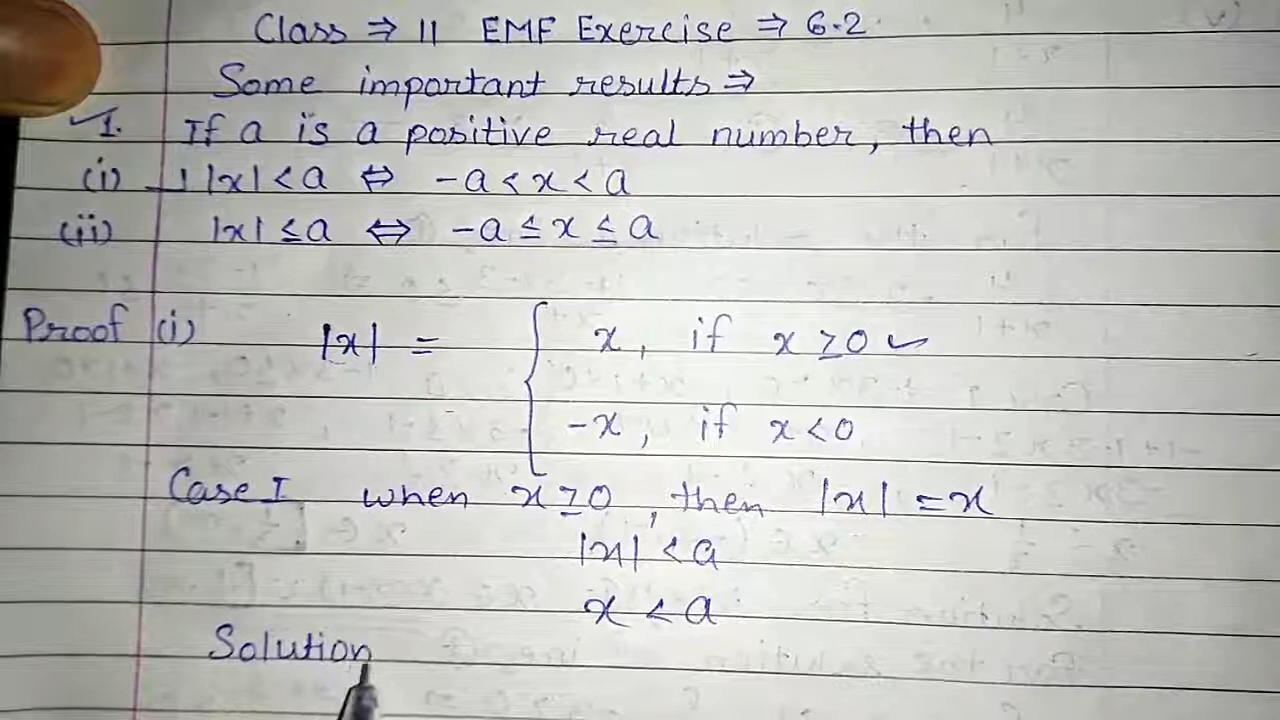 Class ⇒ 11 EMF Exercise ⇒ 6.2
Some important results ⇒
1. If a is a positive real number, then
(i) |x| < a ⇔ -a < x < a
(ii) |x| ≤ a ⇔ -a ≤ x ≤ a
Proof (i) |x| = { x, if x ≥ 0
-x, if x < 0
Case I when x ≥ 0, then |x| = x
|x| < a
x < a
Solution